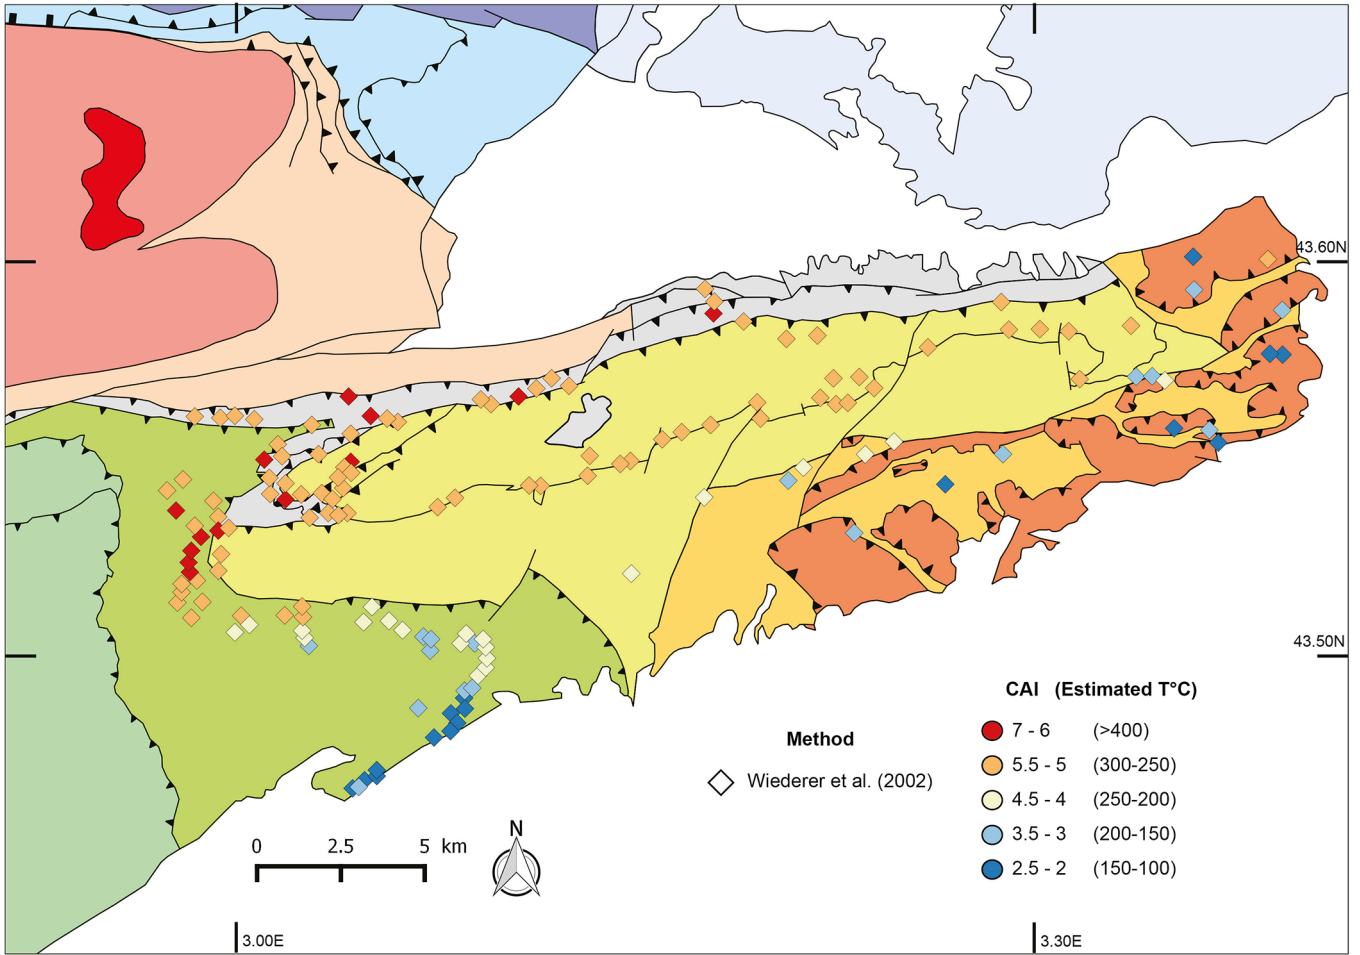 43.60N
43.50N
CAI (Estimated T°C)
7 - 6 (>400)
5.5 - 5 (300-250)
4.5 - 4 (250-200)
3.5 - 3 (200-150)
2.5 - 2 (150-100)
Method
Wiederer et al. (2002)
0 2.5 5 km
N
3.00E
3.30E